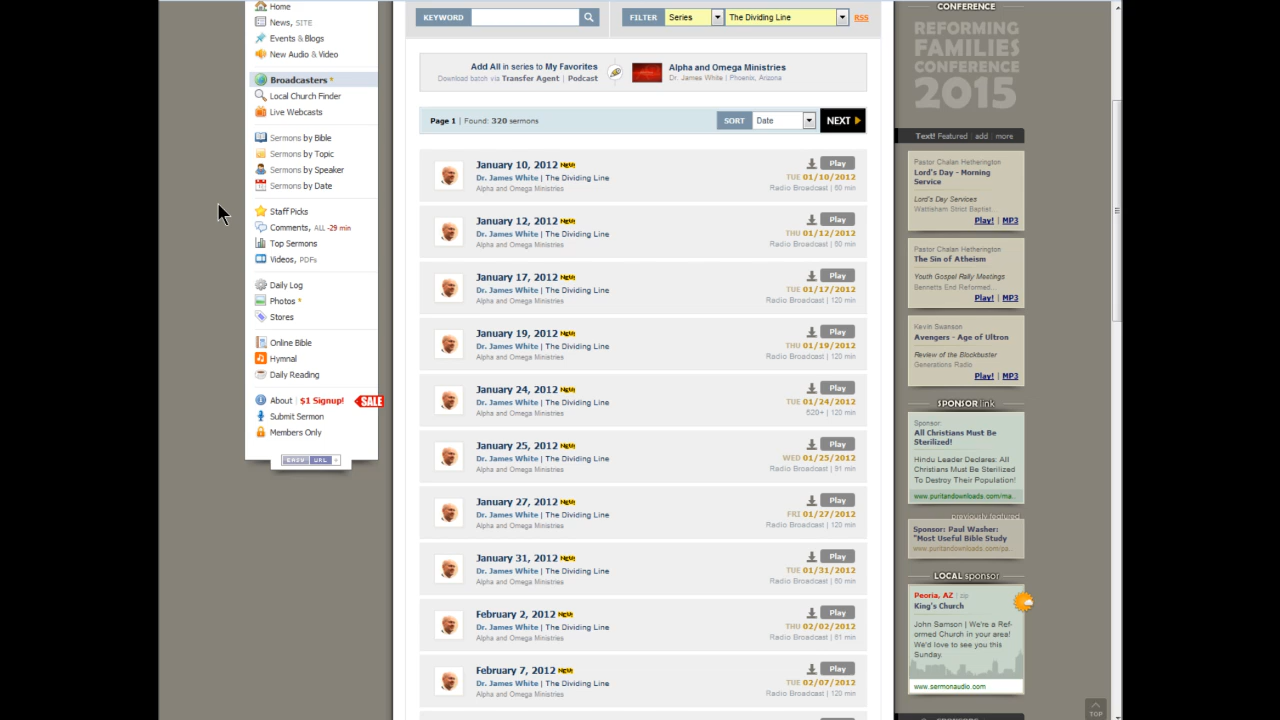 Home
News, SITE
Events & Blogs
New Audio & Video
Broadcasters
Local Church Finder
Live Webcasts
Sermons by Bible
Sermons by Topic
Sermons by Speaker
Sermons by Date
Staff Picks
Comments, ALL -29 min
Top Sermons
Videos, PDFs
Daily Log
Photos
Stores
Online Bible
Hymnal
Daily Reading
About | $1 Signup! SALE
Submit Sermon
Members Only
EASY URL
KEYWORD
FILTER Series The Dividing Line RSS
Add All in series to My Favorites
Download batch via Transfer Agent | Podcast
Alpha and Omega Ministries
Dr. James White | Phoenix, Arizona
Page 1 | Found: 320 sermons SORT Date NEXT
January 10, 2012 NEW! Play
Dr. James White | The Dividing Line TUE 01/10/2012
Alpha and Omega Ministries Radio Broadcast | 60 min
January 12, 2012 NEW! Play
Dr. James White | The Dividing Line THU 01/12/2012
Alpha and Omega Ministries Radio Broadcast | 60 min
January 17, 2012 NEW! Play
Dr. James White | The Dividing Line TUE 01/17/2012
Alpha and Omega Ministries Radio Broadcast | 120 min
January 19, 2012 NEW! Play
Dr. James White | The Dividing Line THU 01/19/2012
Alpha and Omega Ministries Radio Broadcast | 120 min
January 24, 2012 NEW! Play
Dr. James White | The Dividing Line TUE 01/24/2012
Alpha and Omega Ministries 520+ | 120 min
January 25, 2012 NEW! Play
Dr. James White | The Dividing Line WED 01/25/2012
Alpha and Omega Ministries Radio Broadcast | 91 min
January 27, 2012 NEW! Play
Dr. James White | The Dividing Line FRI 01/27/2012
Alpha and Omega Ministries Radio Broadcast | 120 min
January 31, 2012 NEW! Play
Dr. James White | The Dividing Line TUE 01/31/2012
Alpha and Omega Ministries Radio Broadcast | 60 min
February 2, 2012 NEW! Play
Dr. James White | The Dividing Line THU 02/02/2012
Alpha and Omega Ministries Radio Broadcast | 61 min
February 7, 2012 NEW! Play
Dr. James White | The Dividing Line TUE 02/07/2012
Alpha and Omega Ministries Radio Broadcast | 120 min
CONFERENCE
REFORMING
FAMILIES
CONFERENCE
2015
Text! Featured | add | more
Pastor Chalan Hetherington
Lord's Day - Morning
Service
Lord's Day Services
Wattisham Strict Baptist...
Play! | MP3
Pastor Chalan Hetherington
The Sin of Atheism
Youth Gospel Rally Meetings
Bennetts End Reformed...
Play! | MP3
Kevin Swanson
Avengers - Age of Ultron
Review of the Blockbuster
Generations Radio
Play! | MP3
SPONSOR link
Sponsor:
All Christians Must Be
Sterilized!
Hindu Leader Declares: All
Christians Must Be Sterilized
To Destroy Their Population!
www.puritandownloads.com/ma..
previously featured
Sponsor: Paul Washer:
"Most Useful Bible Study
www.puritandownloads.com/pa..
LOCAL sponsor
Peoria, AZ | zip
King's Church
John Samson | We're a Ref-
ormed Church in your area!
We'd love to see you this
Sunday.
www.sermonaudio.com
TOP